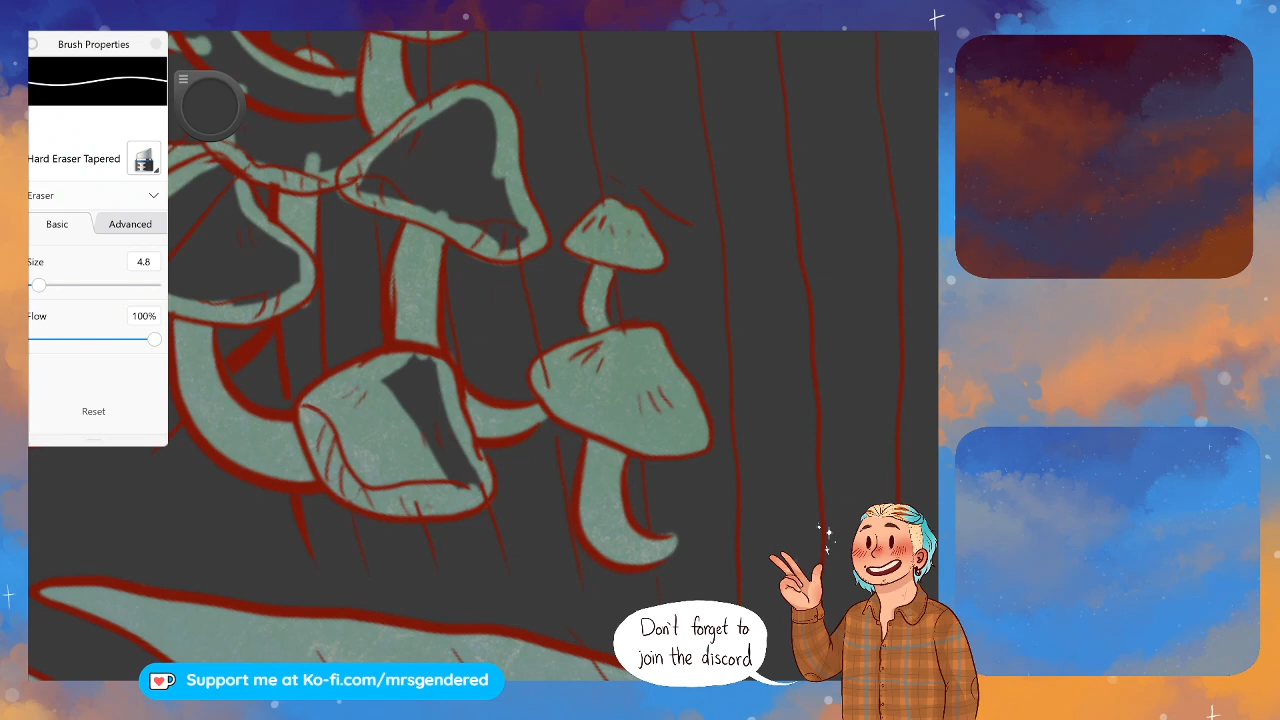 Brush Properties
Hard Eraser Tapered
Eraser
Basic
Advanced
Size
4.8
Flow
100%
Reset
Don't forget to
join the discord
Support me at Ko-fi.com/mrsgendered